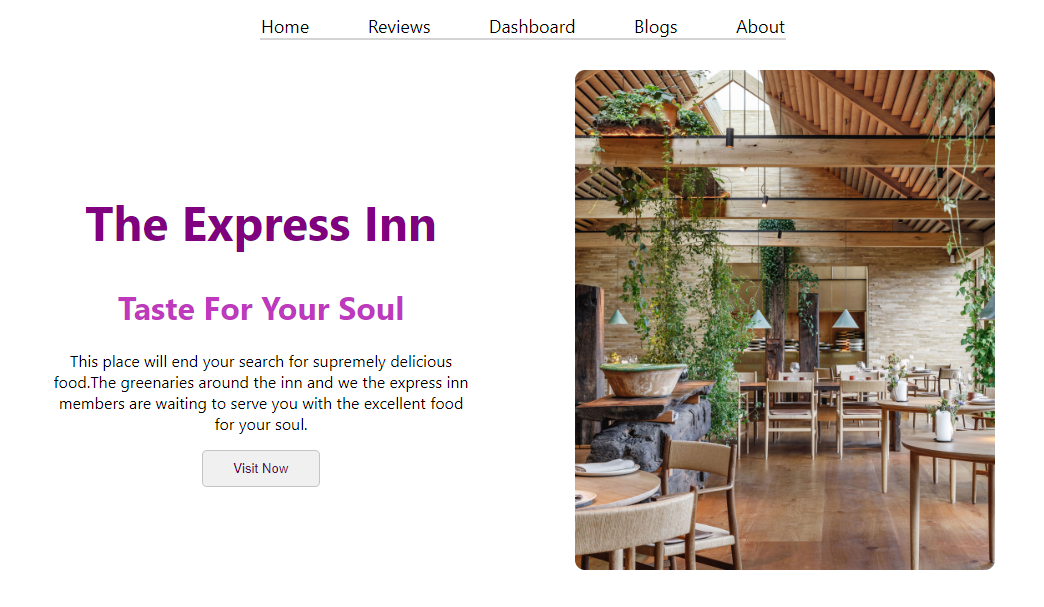 Home Reviews Dashboard Blogs About
The Express Inn
Taste For Your Soul
This place will end your search for supremely delicious
food.The greenaries around the inn and we the express inn
members are waiting to serve you with the excellent food
for your soul.
Visit Now